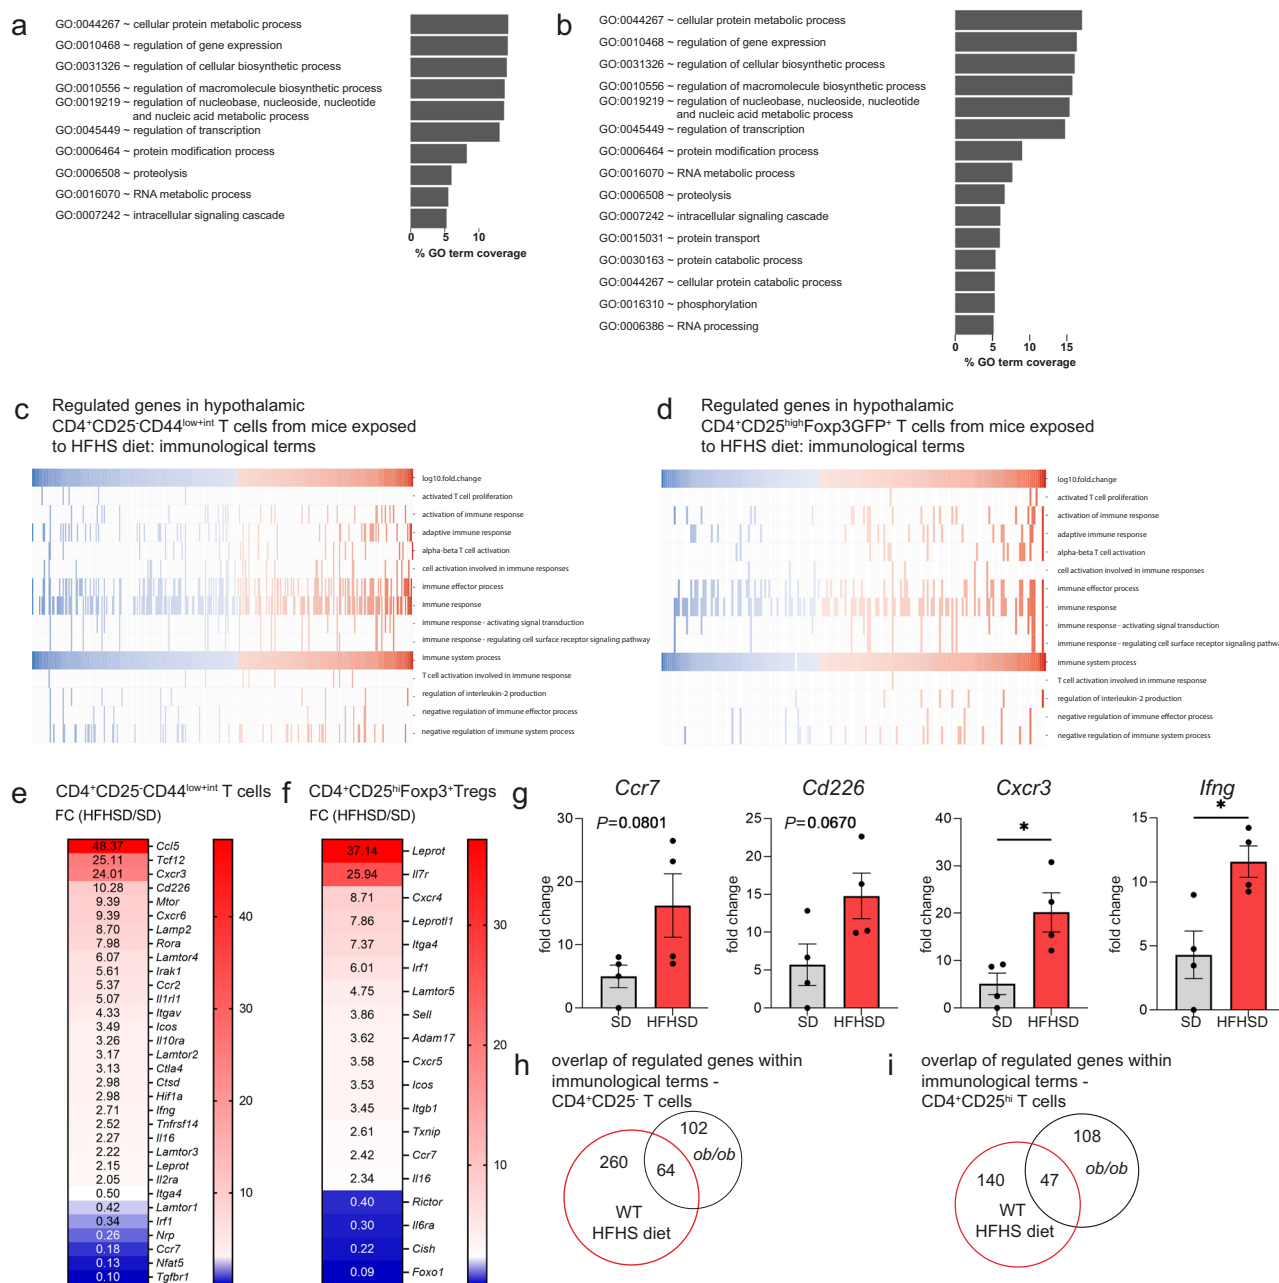 a
GO:0044267 ~ cellular protein metabolic process
GO:0010468 ~ regulation of gene expression
GO:0031326 ~ regulation of cellular biosynthetic process
GO:0010556 ~ regulation of macromolecule biosynthetic process
GO:0019219 ~ regulation of nucleobase, nucleoside, nucleotide
and nucleic acid metabolic process
GO:0045449 ~ regulation of transcription
GO:0006464 ~ protein modification process
GO:0006508 ~ proteolysis
GO:0016070 ~ RNA metabolic process
GO:0007242 ~ intracellular signaling cascade
0 5 10
% GO term coverage
b
GO:0044267 ~ cellular protein metabolic process
GO:0010468 ~ regulation of gene expression
GO:0031326 ~ regulation of cellular biosynthetic process
GO:0010556 ~ regulation of macromolecule biosynthetic process
GO:0019219 ~ regulation of nucleobase, nucleoside, nucleotide
and nucleic acid metabolic process
GO:0045449 ~ regulation of transcription
GO:0006464 ~ protein modification process
GO:0016070 ~ RNA metabolic process
GO:0006508 ~ proteolysis
GO:0007242 ~ intracellular signaling cascade
GO:0015031 ~ protein transport
GO:0030163 ~ protein catabolic process
GO:0044267 ~ cellular protein catabolic process
GO:0016310 ~ phosphorylation
GO:0006386 ~ RNA processing
0 5 10 15
% GO term coverage
c
Regulated genes in hypothalamic
CD4⁺CD25⁻CD44ˡᵒʷ⁺ⁱⁿᵗ T cells from mice exposed
to HFHS diet: immunological terms
log10.fold.change
activated T cell proliferation
activation of immune response
adaptive immune response
alpha-beta T cell activation
cell activation involved in immune responses
immune effector process
immune response
immune response - activating signal transduction
immune response - regulating cell surface receptor signaling pathway
immune system process
T cell activation involved in immune response
regulation of interleukin-2 production
negative regulation of immune effector process
negative regulation of immune system process
d
Regulated genes in hypothalamic
CD4⁺CD25ʰⁱᵍʰFoxp3GFP⁺ T cells from mice exposed
to HFHS diet: immunological terms
log10.fold.change
activated T cell proliferation
activation of immune response
adaptive immune response
alpha-beta T cell activation
cell activation involved in immune responses
immune effector process
immune response
immune response - activating signal transduction
immune response - regulating cell surface receptor signaling pathwa
immune system process
T cell activation involved in immune response
regulation of interleukin-2 production
negative regulation of immune effector process
negative regulation of immune system process
e
CD4⁺CD25⁻CD44ˡᵒʷ⁺ⁱⁿᵗ T cells
FC (HFHSD/SD)
48.37 Ccl5
25.11 Tcf12
24.01 Cxcr3
10.28 Cd226
9.39 Mtor
9.39 Cxcr6
8.70 Lamp2
7.98 Rora
6.07 Lamtor4
5.61 Irak1
5.37 Ccr2
5.07 Il1rl1
4.33 Itgav
3.49 Icos
3.26 Il10ra
3.17 Lamtor2
3.13 Ctla4
2.98 Ctsd
2.98 Hif1a
2.71 Ifng
2.52 Tnfrsf14
2.27 Il16
2.22 Lamtor3
2.15 Leprot
2.05 Il2ra
0.50 Itga4
0.42 Lamtor1
0.34 Irf1
0.26 Nrp
0.18 Ccr7
0.13 Nfat5
0.10 Tgfbr1
40
30
20
10
f
CD4⁺CD25ʰⁱFoxp3⁺Tregs
FC (HFHSD/SD)
37.14 Leprot
25.94 Il7r
8.71 Cxcr4
7.86 Leprotl1
7.37 Itga4
6.01 Irf1
4.75 Lamtor5
3.86 Sell
3.62 Adam17
3.58 Cxcr5
3.53 Icos
3.45 Itgb1
2.61 Txnip
2.42 Ccr7
2.34 Il16
0.40 Rictor
0.30 Il6ra
0.22 Cish
0.09 Foxo1
30
20
10
g
Ccr7
P=0.0801
fold change
30
20
10
0
SD HFHSD
Cd226
P=0.0670
fold change
25
20
15
10
5
0
SD HFHSD
Cxcr3
*
fold change
40
30
20
10
0
SD HFHSD
Ifng
*
fold change
15
10
5
0
SD HFHSD
h
overlap of regulated genes within
immunological terms -
CD4⁺CD25⁻ T cells
102
ob/ob
260
64
WT
HFHS diet
i
overlap of regulated genes within
immunological terms -
CD4⁺CD25ʰⁱ T cells
108
ob/ob
140
47
WT
HFHS diet